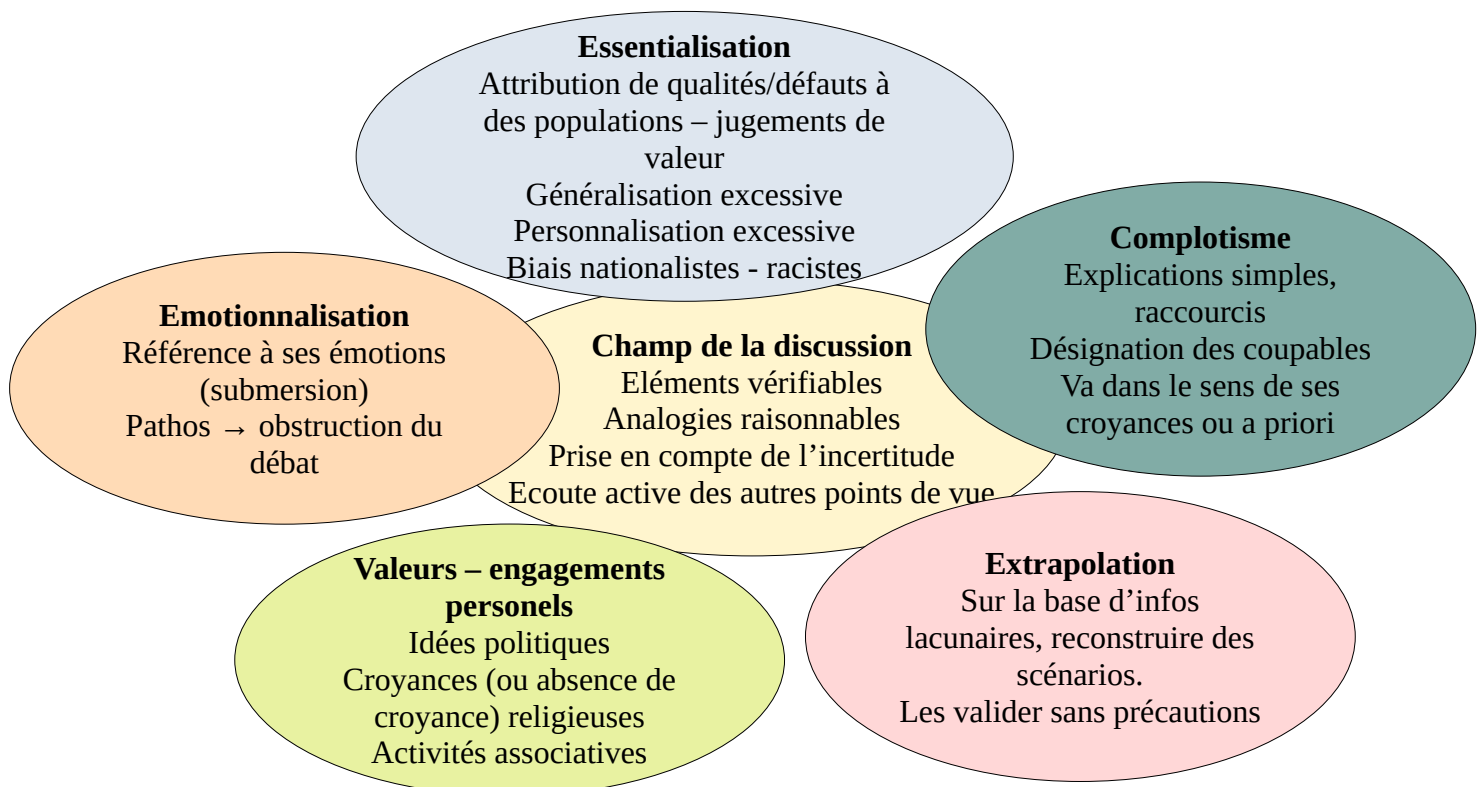 Essentialisation
Attribution de qualités/défauts à
des populations – jugements de
valeur
Généralisation excessive
Personnalisation excessive
Biais nationalistes - racistes
Complotisme
Explications simples,
raccourcis
Désignation des coupables
Va dans le sens de ses
croyances ou a priori
Emotionnalisation
Référence à ses émotions
(submersion)
Pathos → obstruction du
débat
Champ de la discussion
Eléments vérifiables
Analogies raisonnables
Prise en compte de l’incertitude
Ecoute active des autres points de vue
Valeurs – engagements
personels
Idées politiques
Croyances (ou absence de
croyance) religieuses
Activités associatives
Extrapolation
Sur la base d’infos
lacunaires, reconstruire des
scénarios.
Les valider sans précautions